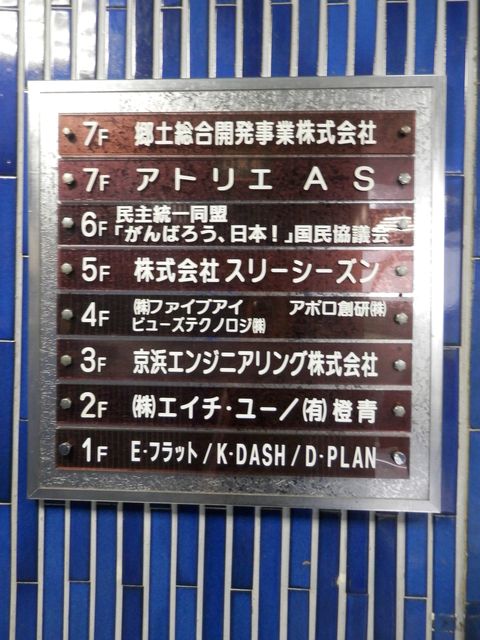 7F 郷土総合開発事業株式会社
7F アトリエ AS
6F 民主統一同盟
「がんばろう、日本！」国民協議会
5F 株式会社スリーシーズン
4F ㈱ファイブアイ アポロ創研㈱
ビューズテクノロジ㈱
3F 京浜エンジニアリング株式会社
2F ㈱エイチ・ユー/㈲橙青
1F E・フラット/K・DASH/D・PLAN